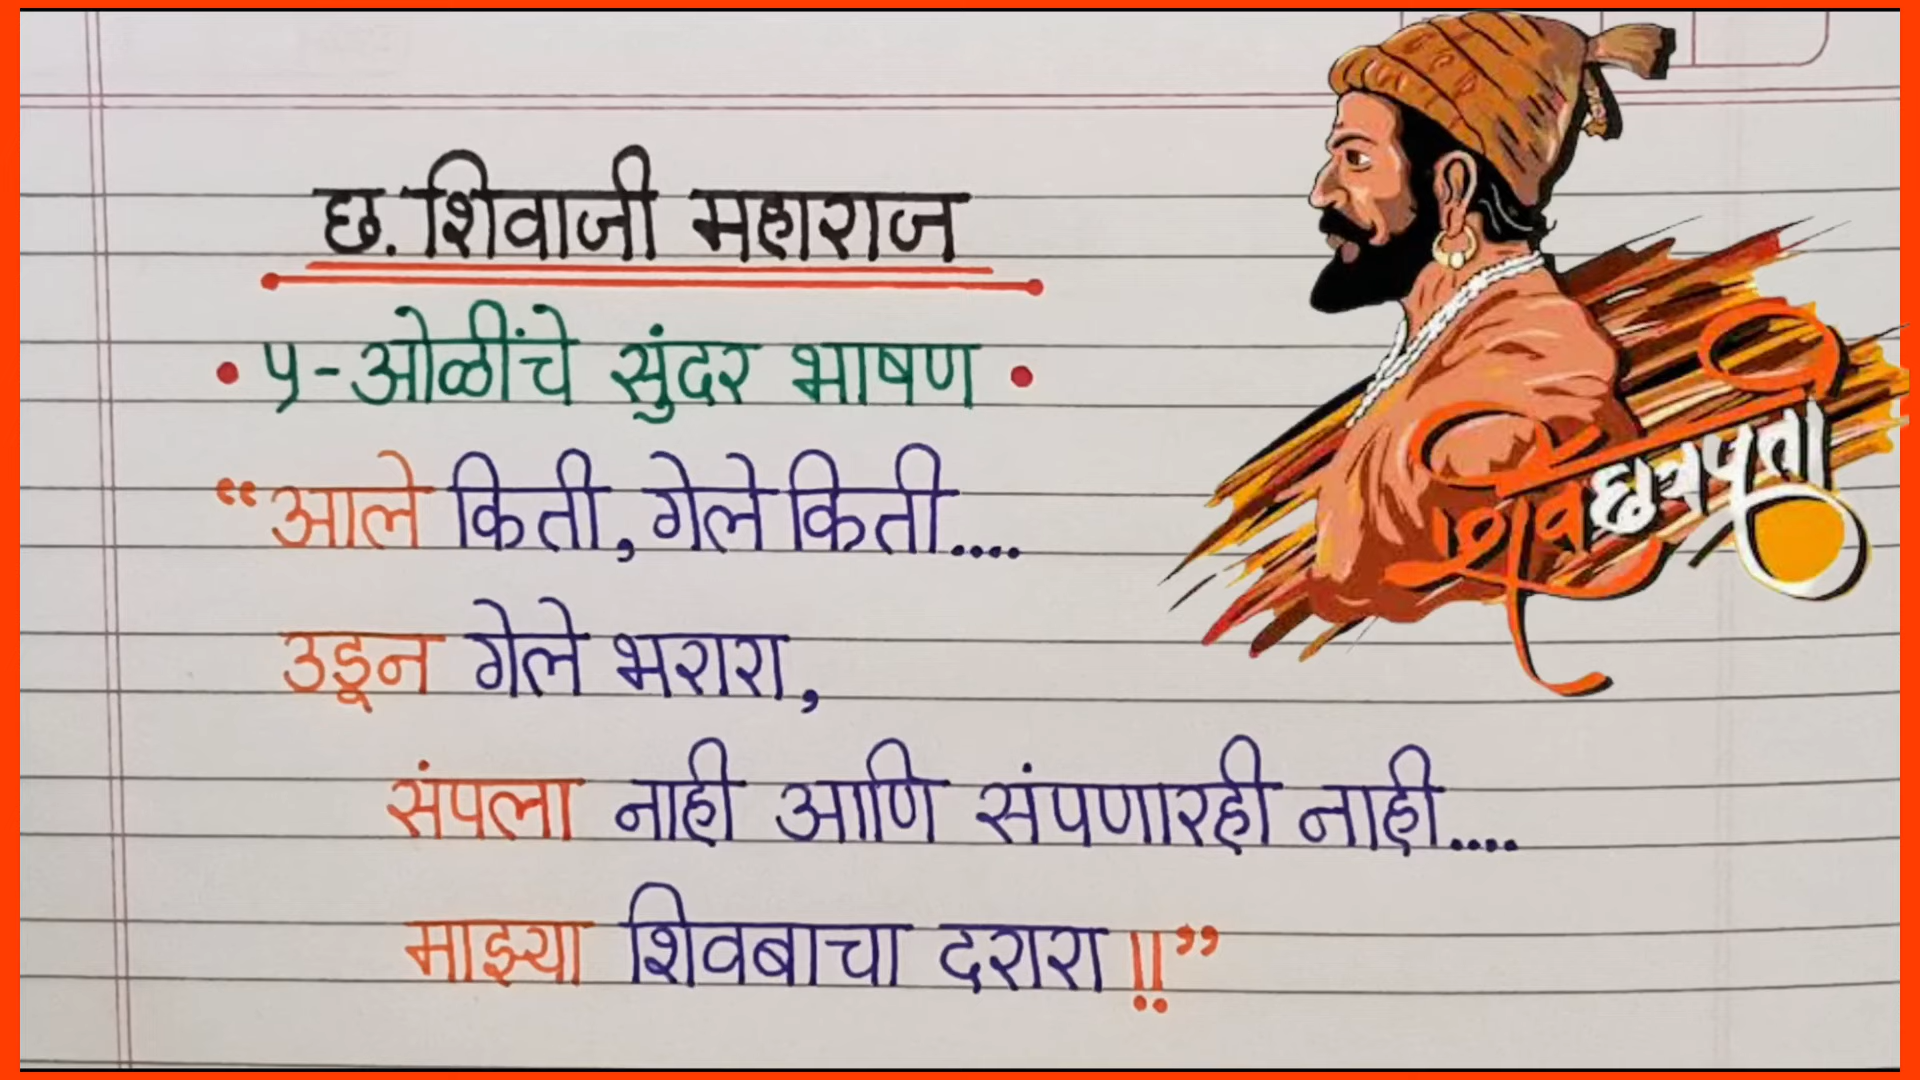 छ. शिवाजी महाराज
• ५-ओळींचे सुंदर भाषण •
“आले किती, गेले किती....
उडून गेले भरारा,
संपला नाही आणि संपणारही नाही....
माझ्या शिवबाचा दरारा!!”
शिवछत्रपती